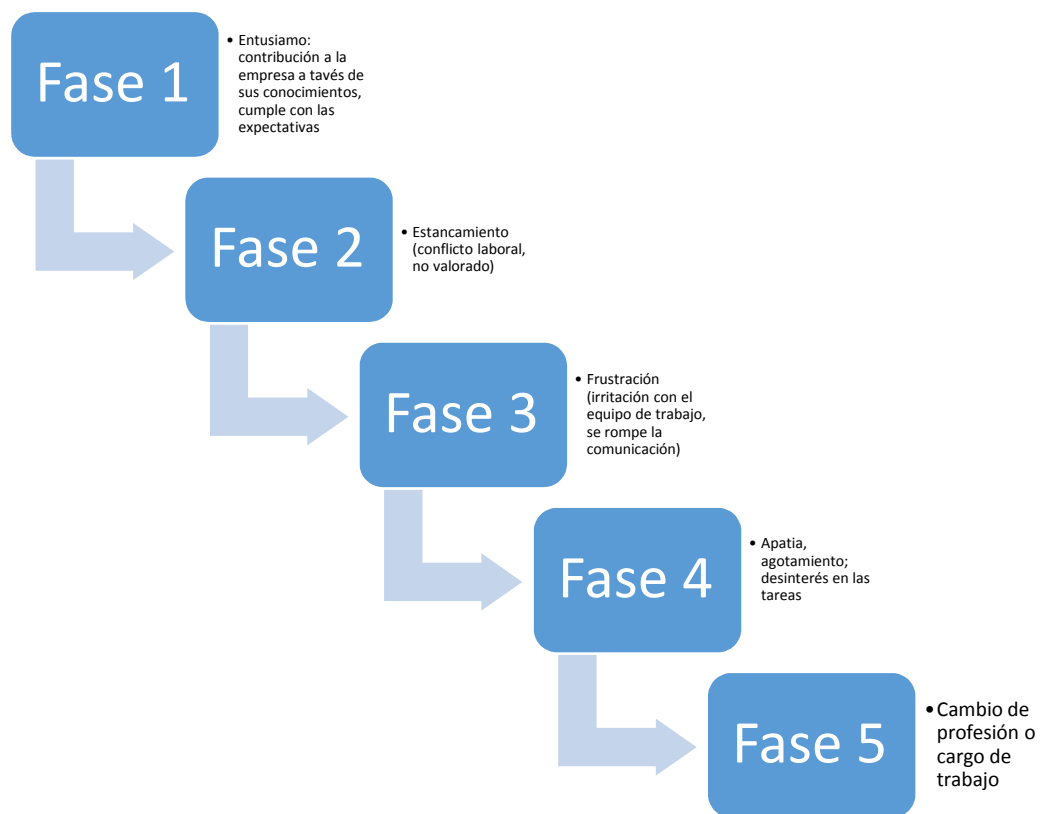 Fase 1
• Entusiamo:
contribución a la
empresa a tavés de
sus conocimientos,
cumple con las
expectativas
Fase 2
• Estancamiento
(conflicto laboral,
no valorado)
Fase 3
• Frustración
(irritación con el
equipo de trabajo,
se rompe la
comunicación)
Fase 4
• Apatia,
agotamiento;
desinterés en las
tareas
Fase 5
• Cambio de
profesión o
cargo de
trabajo